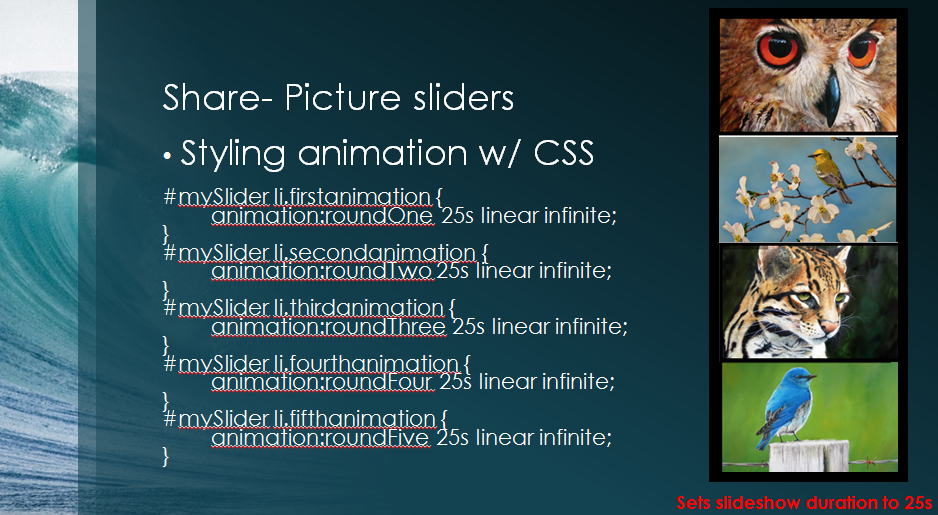 Share- Picture sliders
• Styling animation w/ CSS
#mySlider li.firstanimation {
animation:roundOne 25s linear infinite;
}
#mySlider li.secondanimation {
animation:roundTwo 25s linear infinite;
}
#mySlider li.thirdanimation {
animation:roundThree 25s linear infinite;
}
#mySlider li.fourthanimation {
animation:roundFour 25s linear infinite;
}
#mySlider li.fifthanimation {
animation:roundFive 25s linear infinite;
}
Sets slideshow duration to 25s